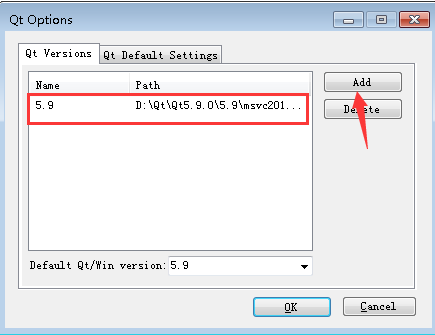 Qt Options
Qt Versions Qt Default Settings
Name Path
5.9 D:\Qt\Qt5.9.0\5.9\msvc201...
Add
Delete
Default Qt/Win version: 5.9
OK Cancel